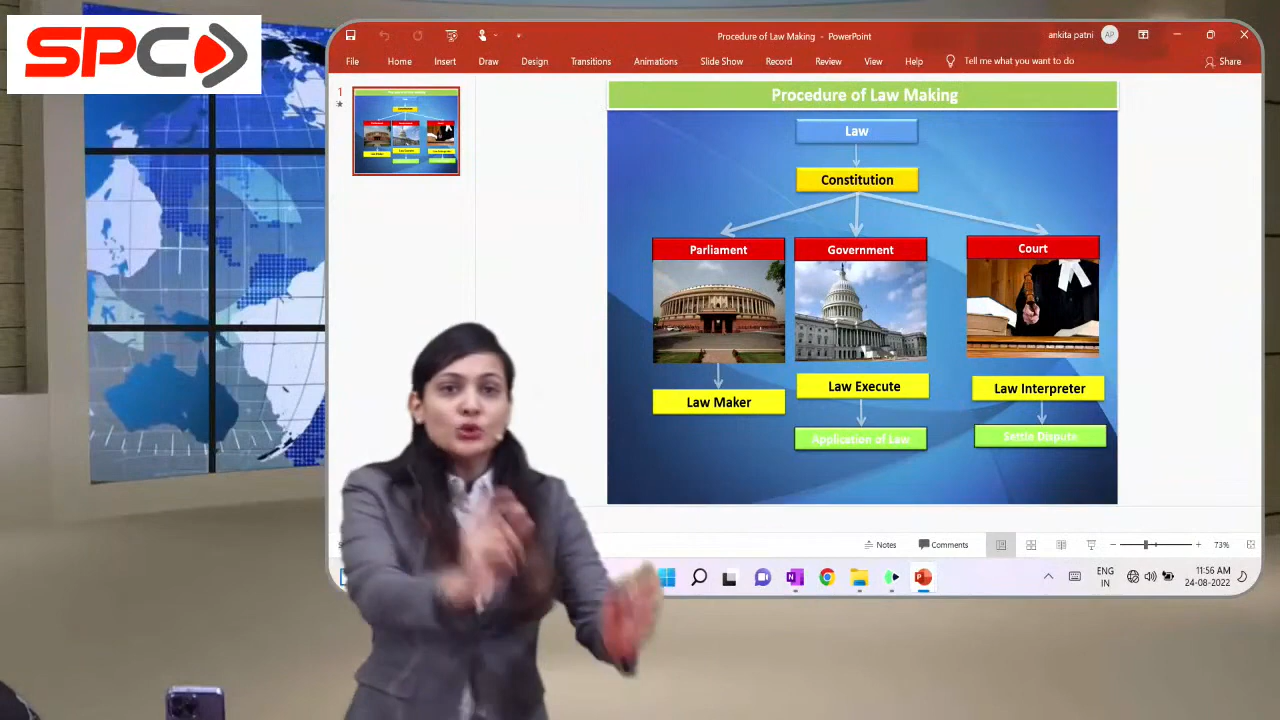 SPC
Procedure of Law Making - PowerPoint
ankita patni
AP
File Home Insert Draw Design Transitions Animations Slide Show Record Review View Help Tell me what you want to do Share
1
Procedure of Law Making
Law
Constitution
Parliament Government Court
Law Maker Law Execute Law Interpreter
Application of Law Settle Dispute
Notes Comments 73%
ENG
IN
11:56 AM
24-08-2022